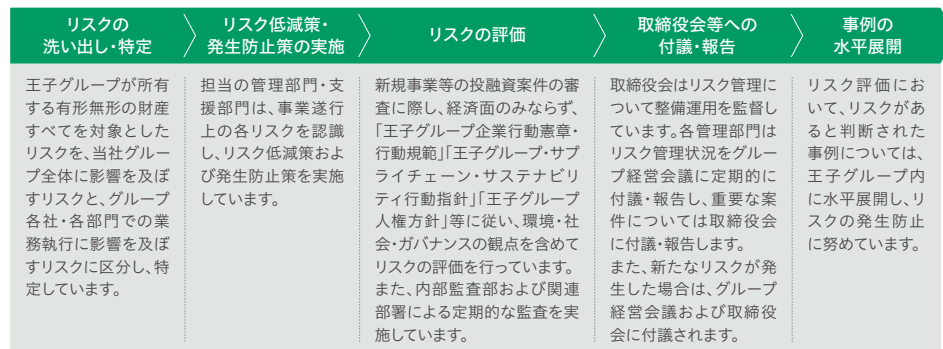 リスクの
洗い出し・特定
リスク低減策・
発生防止策の実施
リスクの評価
取締役会等への
付議・報告
事例の
水平展開
王子グループが所有
する有形無形の財産
すべてを対象とした
リスクを、当社グルー
プ全体に影響を及ぼ
すリスクと、グループ
各社・各部門での業
務執行に影響を及ぼ
すリスクに区分し、特
定しています。
担当の管理部門・支
援部門は、事業遂行
上の各リスクを認識
し、リスク低減策およ
び発生防止策を実施
しています。
新規事業等の投融資案件の審
査に際し、経済面のみならず、
「王子グループ企業行動憲章・
行動規範」「王子グループ・サプ
ライチェーン・サステナビリ
ティ行動指針」「王子グループ
人権方針」等に従い、環境・社
会・ガバナンスの観点を含めて
リスクの評価を行っています。
また、内部監査部および関連
部署による定期的な監査を実
施しています。
取締役会はリスク管理に
ついて整備運用を監督し
ています。各管理部門は
リスク管理状況をグルー
プ経営会議に定期的に
付議・報告し、重要な案
件については取締役会
に付議・報告します。
また、新たなリスクが発
生した場合は、グループ
経営会議および取締役
会に付議されます。
リスク評価にお
いて、リスクがあ
ると判断された
事例については、
王子グループ内
に水平展開し、リ
スクの発生防止
に努めています。